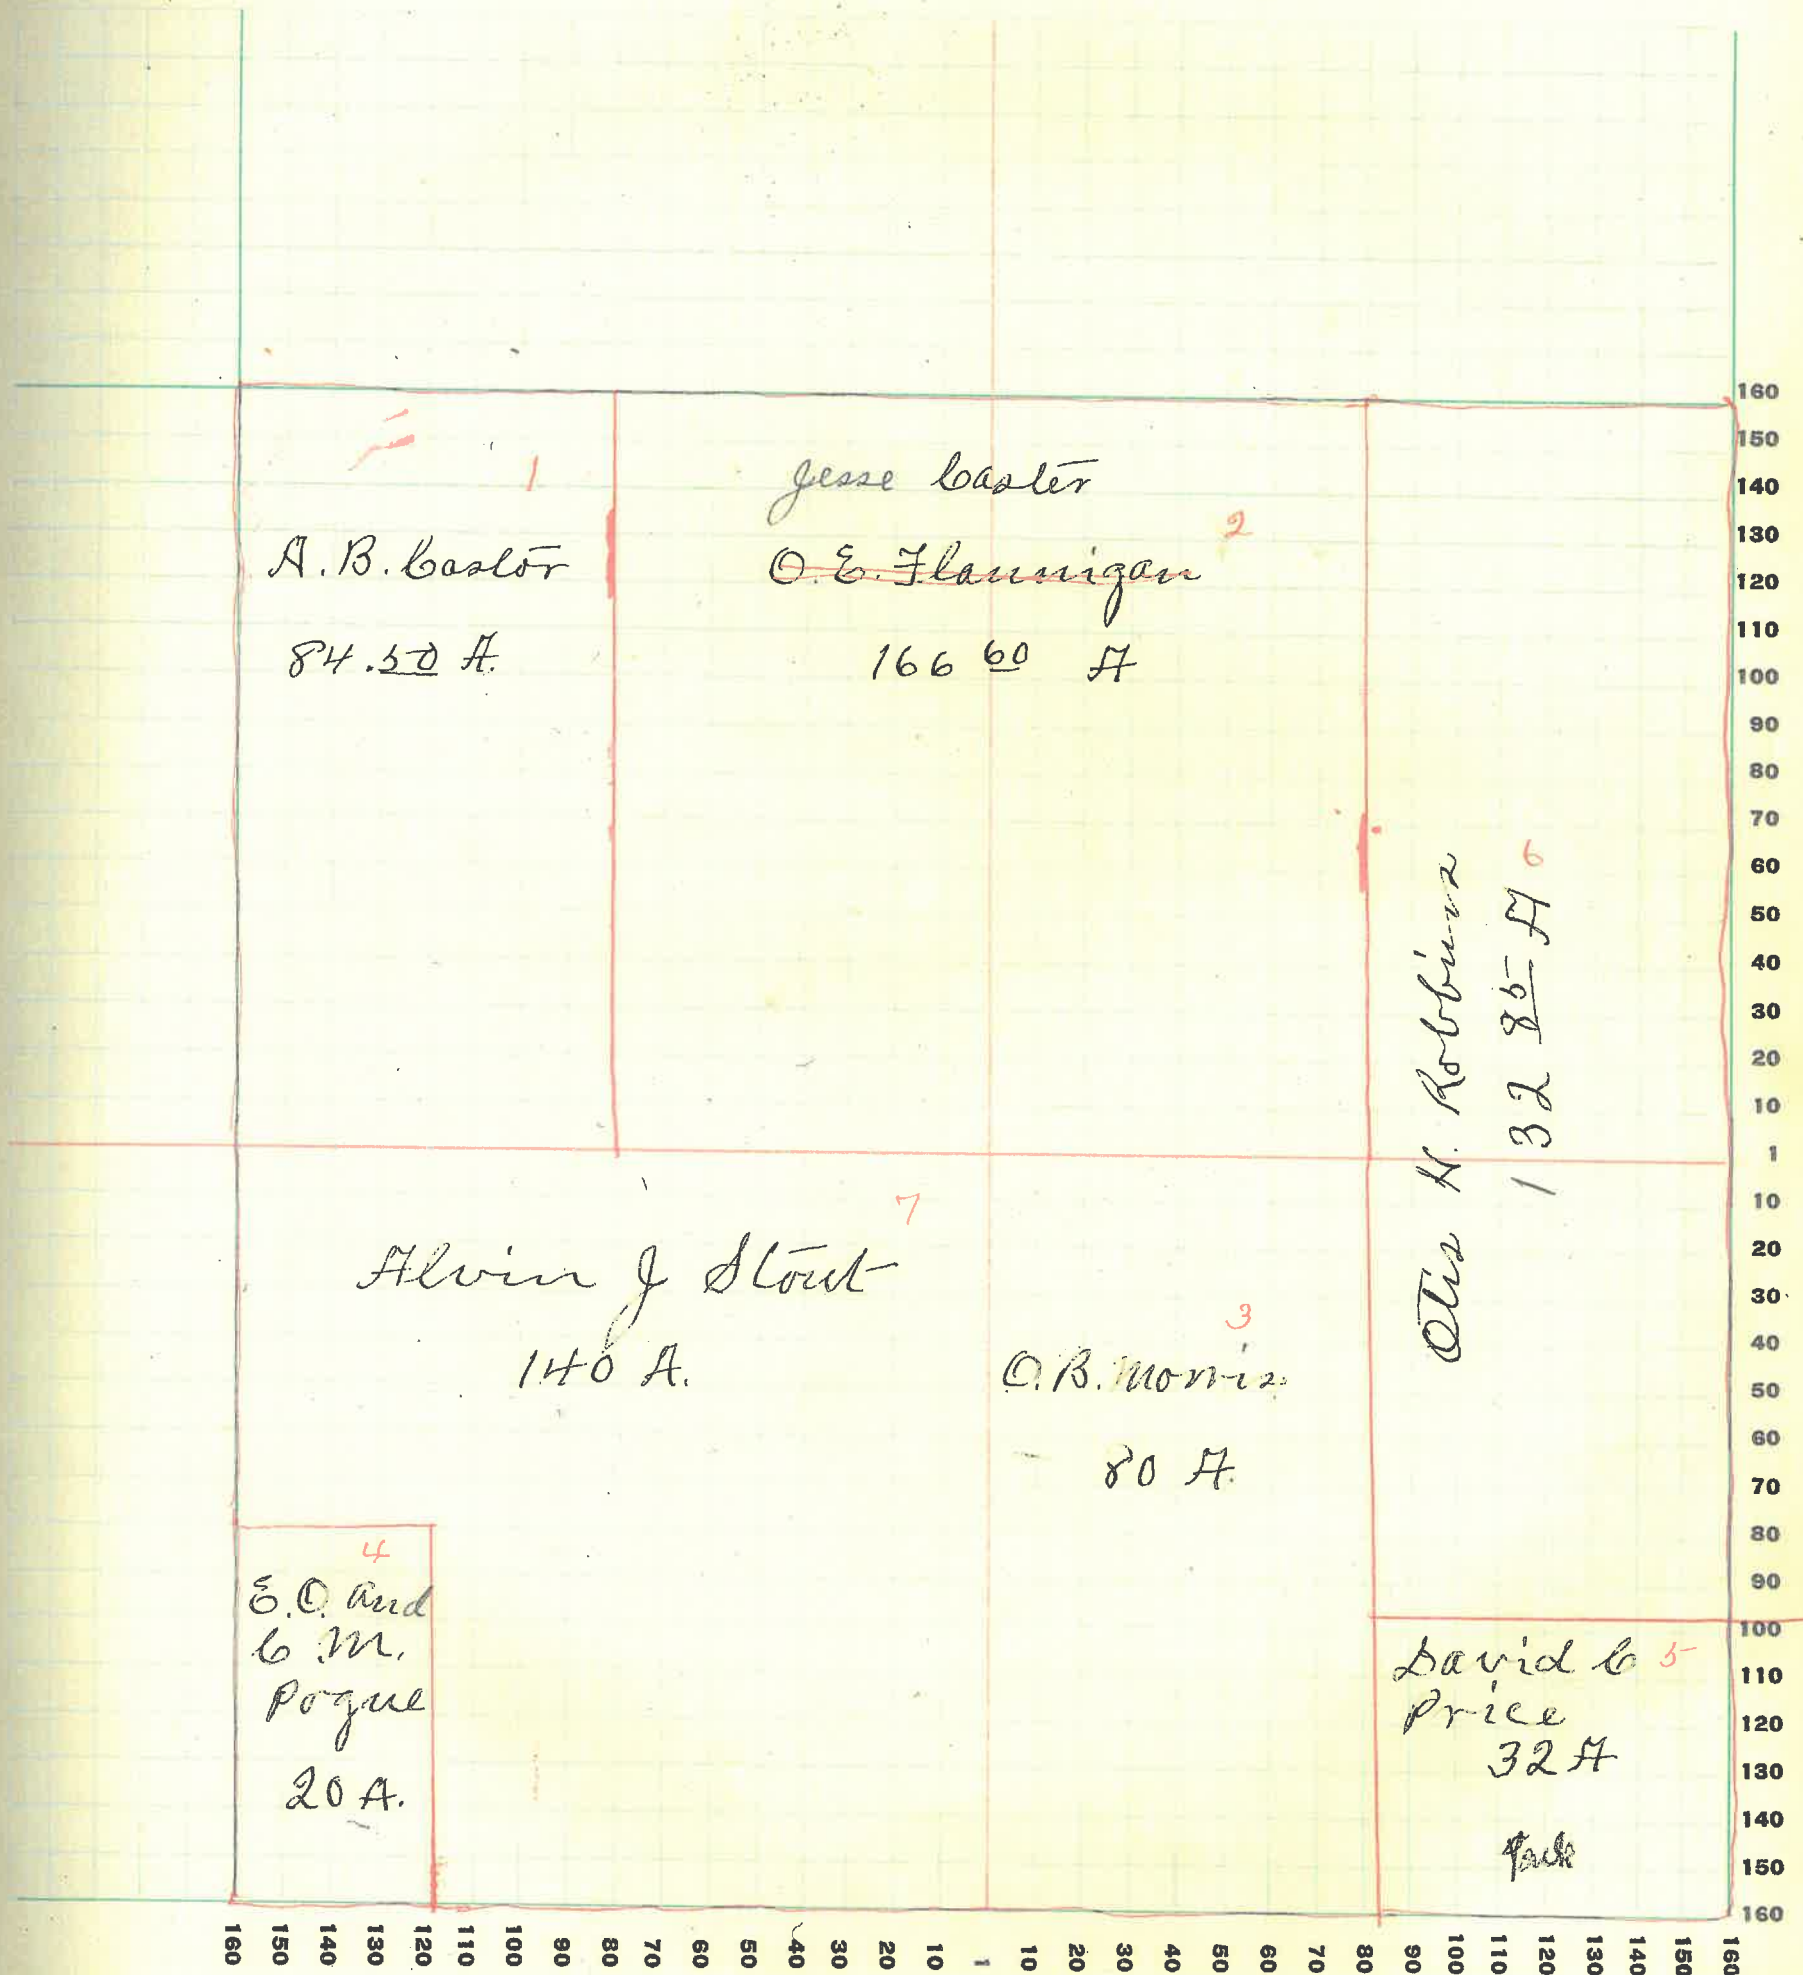 1
A. B. Castor
84.50 A.
Jesse Caster
2
O. E. Flannigan
166 60 A
6
Otis H. Robbins
132 85 A
7
Alvin J Stout
140 A.
3
O. B. Morris
80 A.
4
E. O. and
C. M.
Pogue
20 A.
David C 5
Price
32 A
160
150
140
130
120
110
100
90
80
70
60
50
40
30
20
10
1
10
20
30
40
50
60
70
80
90
100
110
120
130
140
150
160
160 150 140 130 120 110 100 90 80 70 60 50 40 30 20 10 1 10 20 30 40 50 60 70 80 90 100 110 120 130 140 150 160